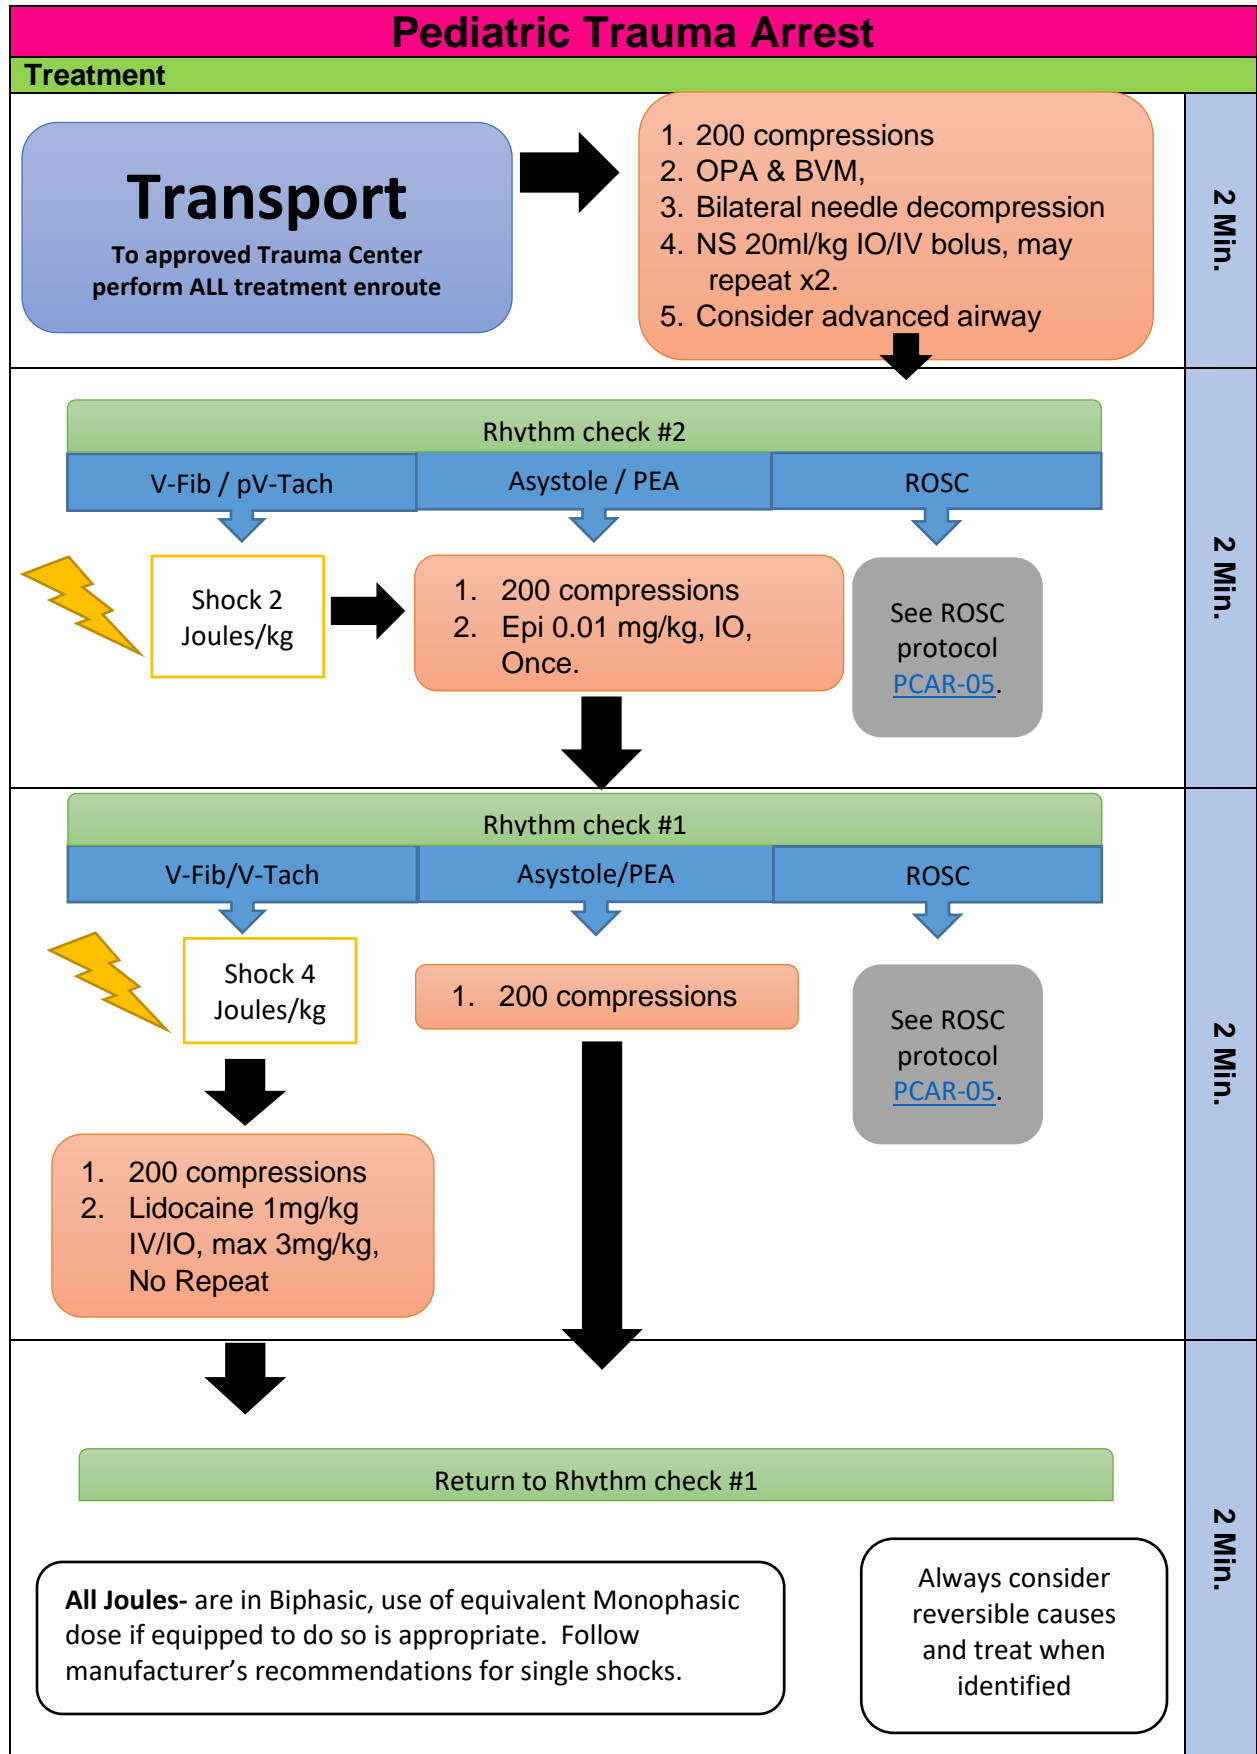 Pediatric Trauma Arrest
Treatment
Transport
To approved Trauma Center
perform ALL treatment enroute
1. 200 compressions
2. OPA & BVM,
3. Bilateral needle decompression
4. NS 20ml/kg IO/IV bolus, may
repeat x2.
5. Consider advanced airway
2 Min.
Rhythm check #2
V-Fib / pV-Tach
Asystole / PEA
ROSC
Shock 2
Joules/kg
1. 200 compressions
2. Epi 0.01 mg/kg, IO,
Once.
See ROSC
protocol
PCAR-05.
2 Min.
Rhythm check #1
V-Fib/V-Tach
Asystole/PEA
ROSC
Shock 4
Joules/kg
1. 200 compressions
See ROSC
protocol
PCAR-05.
1. 200 compressions
2. Lidocaine 1mg/kg
IV/IO, max 3mg/kg,
No Repeat
2 Min.
Return to Rhythm check #1
All Joules- are in Biphasic, use of equivalent Monophasic
dose if equipped to do so is appropriate. Follow
manufacturer's recommendations for single shocks.
Always consider
reversible causes
and treat when
identified
2 Min.